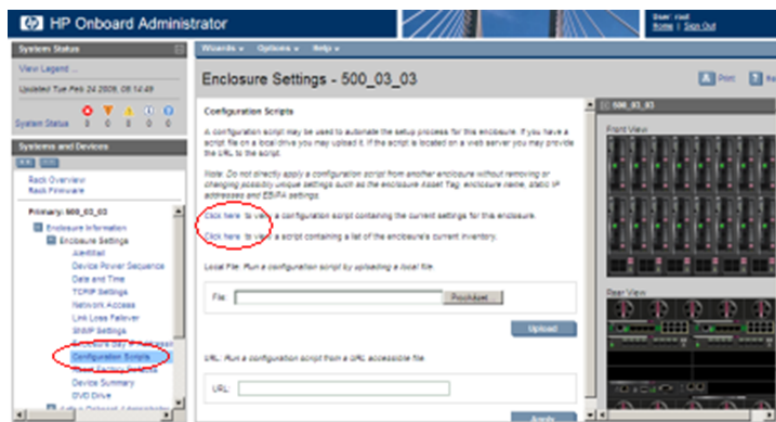 HP Onboard Administrator
User: root
Home | Sign Out
System Status
Wizards Options Help
View Legend ...
Updated Tue Feb 24 2009, 08:14:49
Enclosure Settings - 500_03_03
Print
System Status 0 0 0 0 0
Systems and Devices
Rack Overview
Rack Firmware
Primary: 500_03_03
Enclosure Information
Enclosure Settings
AlertMail
Device Power Sequence
Date and Time
TCP/IP Settings
Network Access
Link Loss Failover
SNMP Settings
Configuration Scripts
Device Summary
DVD Drive
Configuration Scripts
A configuration script may be used to automate the setup process for this enclosure. If you have a
script file on a local drive you may upload it. If the script is located on a web server you may provide
the URL to the script.
Note: Do not directly apply a configuration script from another enclosure without removing or
changing possibly unique settings such as the enclosure Asset Tag, enclosure name, static IP
addresses and EBIPA settings.
Click here to view a configuration script containing the current settings for this enclosure.
Click here to view a script containing a list of the enclosure's current inventory.
Local File: Run a configuration script by uploading a local file.
File:
Upload
URL: Run a configuration script from a URL accessible file.
URL:
Apply
500_03_03
Front View
Rear View